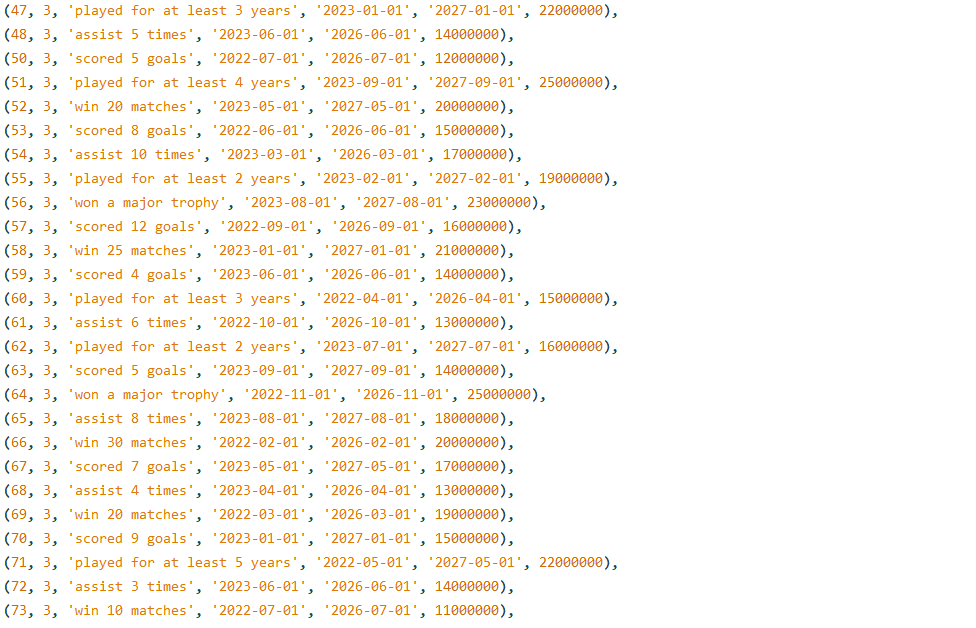 (47, 3, 'played for at least 3 years', '2023-01-01', '2027-01-01', 22000000),
(48, 3, 'assist 5 times', '2023-06-01', '2026-06-01', 14000000),
(50, 3, 'scored 5 goals', '2022-07-01', '2026-07-01', 12000000),
(51, 3, 'played for at least 4 years', '2023-09-01', '2027-09-01', 25000000),
(52, 3, 'win 20 matches', '2023-05-01', '2027-05-01', 20000000),
(53, 3, 'scored 8 goals', '2022-06-01', '2026-06-01', 15000000),
(54, 3, 'assist 10 times', '2023-03-01', '2026-03-01', 17000000),
(55, 3, 'played for at least 2 years', '2023-02-01', '2027-02-01', 19000000),
(56, 3, 'won a major trophy', '2023-08-01', '2027-08-01', 23000000),
(57, 3, 'scored 12 goals', '2022-09-01', '2026-09-01', 16000000),
(58, 3, 'win 25 matches', '2023-01-01', '2027-01-01', 21000000),
(59, 3, 'scored 4 goals', '2023-06-01', '2026-06-01', 14000000),
(60, 3, 'played for at least 3 years', '2022-04-01', '2026-04-01', 15000000),
(61, 3, 'assist 6 times', '2022-10-01', '2026-10-01', 13000000),
(62, 3, 'played for at least 2 years', '2023-07-01', '2027-07-01', 16000000),
(63, 3, 'scored 5 goals', '2023-09-01', '2027-09-01', 14000000),
(64, 3, 'won a major trophy', '2022-11-01', '2026-11-01', 25000000),
(65, 3, 'assist 8 times', '2023-08-01', '2027-08-01', 18000000),
(66, 3, 'win 30 matches', '2022-02-01', '2026-02-01', 20000000),
(67, 3, 'scored 7 goals', '2023-05-01', '2027-05-01', 17000000),
(68, 3, 'assist 4 times', '2023-04-01', '2026-04-01', 13000000),
(69, 3, 'win 20 matches', '2022-03-01', '2026-03-01', 19000000),
(70, 3, 'scored 9 goals', '2023-01-01', '2027-01-01', 15000000),
(71, 3, 'played for at least 5 years', '2022-05-01', '2027-05-01', 22000000),
(72, 3, 'assist 3 times', '2023-06-01', '2026-06-01', 14000000),
(73, 3, 'win 10 matches', '2022-07-01', '2026-07-01', 11000000),